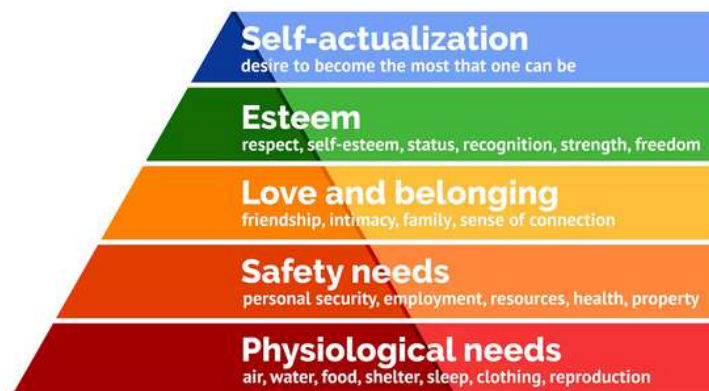 Self-actualization
desire to become the most that one can be
Esteem
respect, self-esteem, status, recognition, strength, freedom
Love and belonging
friendship, intimacy, family, sense of connection
Safety needs
personal security, employment, resources, health, property
Physiological needs
air, water, food, shelter, sleep, clothing, reproduction